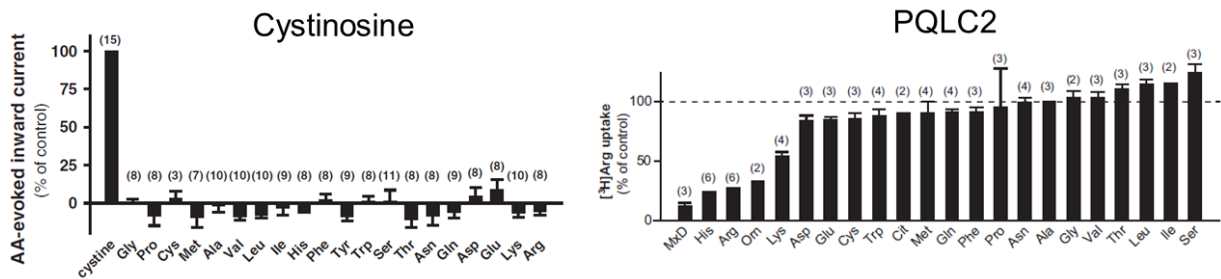 Cystinosine
AA-evoked inward current
(% of control)
100
75
50
25
0
(15) (8) (8) (3) (7) (10) (10) (10) (9) (8) (8) (9) (8) (11) (8) (8) (9) (8) (8) (10) (8)
cystine Gly Pro Cys Met Ala Val Leu Ile His Phe Tyr Trp Ser Thr Asn Gln Asp Glu Lys Arg
PQLC2
[³H]Arg uptake
(% of control)
100
50
0
(3) (6) (6) (2) (4) (3) (3) (3) (4) (2) (4) (4) (3) (3) (4) (3) (2) (3) (3) (3) (2) (3)
MxD His Arg Orn Lys Asp Glu Cys Trp Cit Met Gln Phe Pro Asn Ala Gly Val Thr Leu Ile Ser